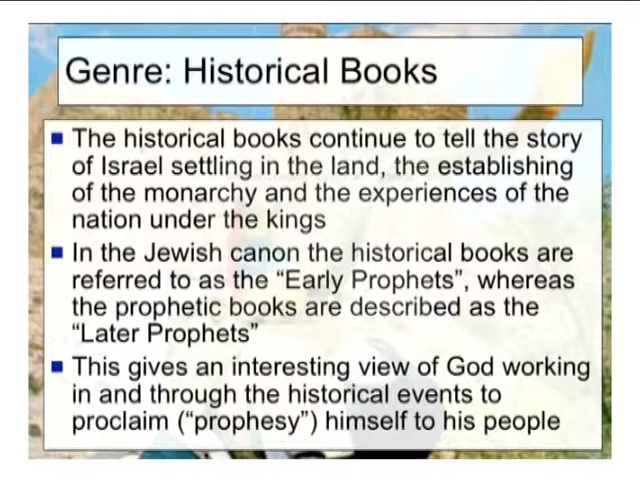 Genre: Historical Books
The historical books continue to tell the story
of Israel settling in the land, the establishing
of the monarchy and the experiences of the
nation under the kings
In the Jewish canon the historical books are
referred to as the “Early Prophets”, whereas
the prophetic books are described as the
“Later Prophets”
This gives an interesting view of God working
in and through the historical events to
proclaim (“prophesy”) himself to his people